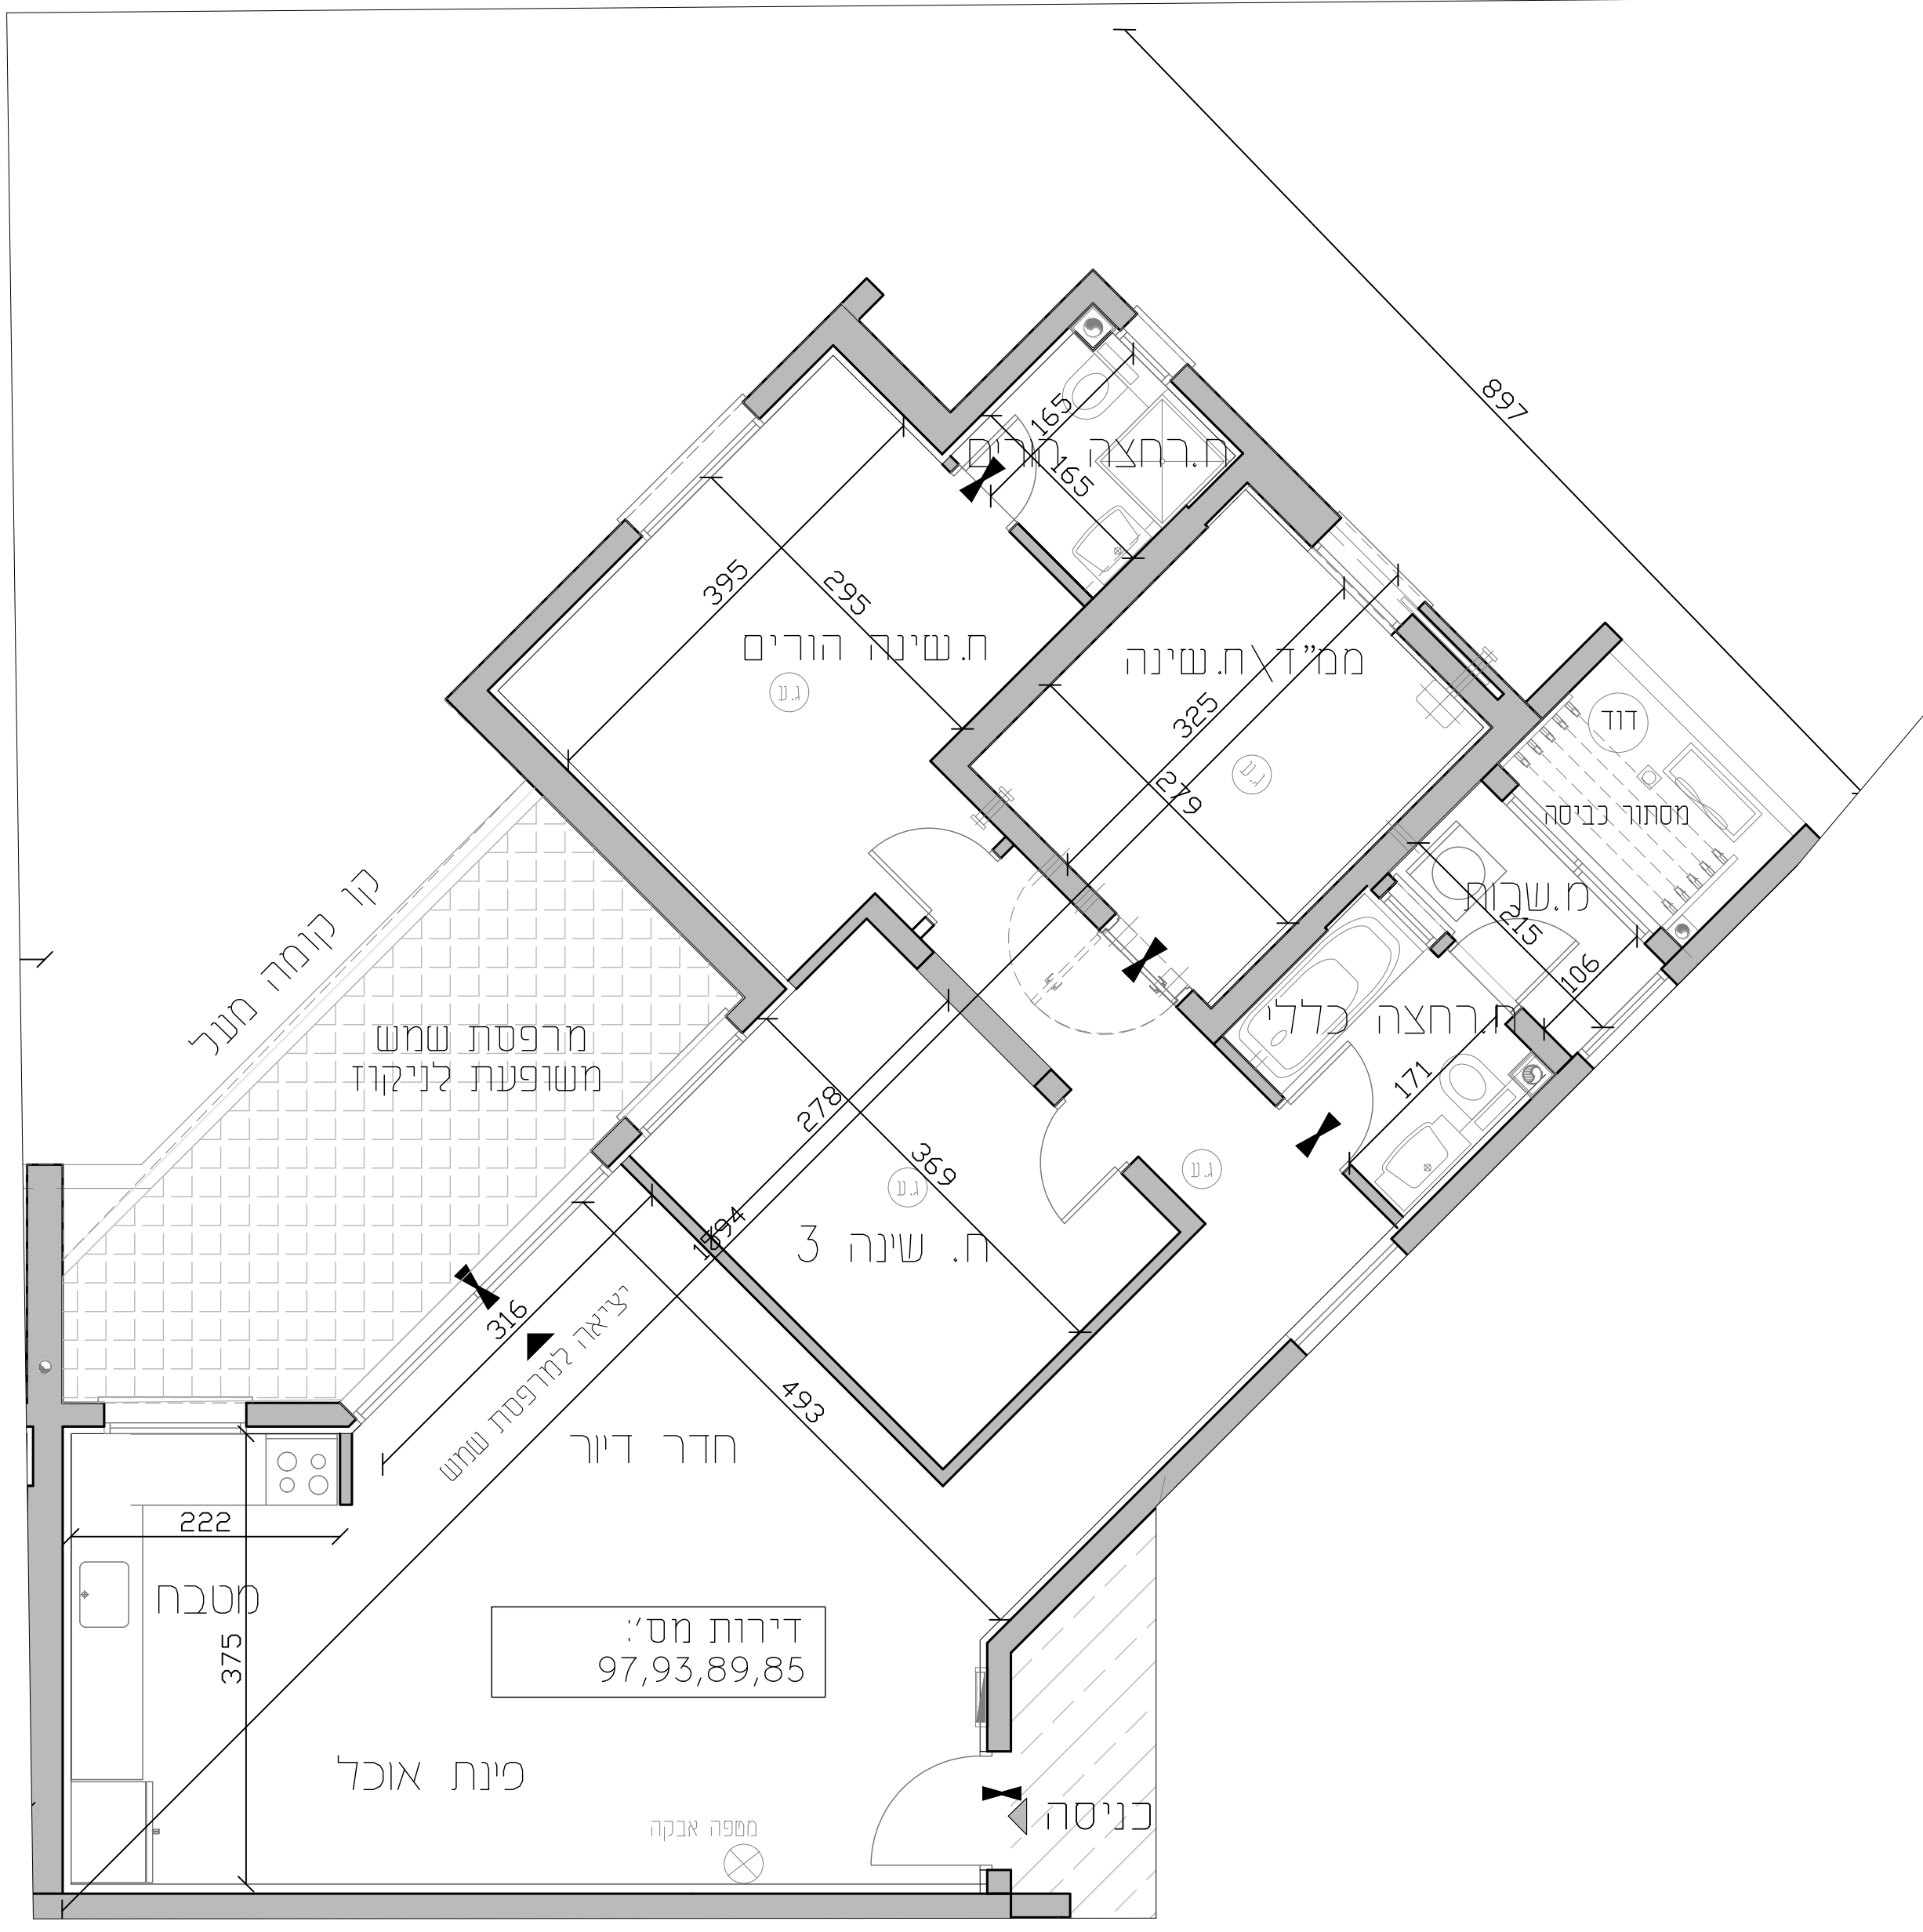 897
ח.רחצה הורים
165
165
395
295
ח.שינה הורים
ג.ע
ממ"ד/ח.שינה
325
279
ג.ע
דוד
מסתור כביסה
מ.שרות
215
106
ח.רחצה כללי
171
קו קומה מעל
מרפסת שמש
משופעת לניקוז
278
369
ג.ע
ג.ע
1594
ח. שינה 3
316
יציאה למרפסת שמש
493
חדר דיור
222
מטבח
375
דירות מס':
97,93,89,85
פינת אוכל
מטפה אבקה
כניסה